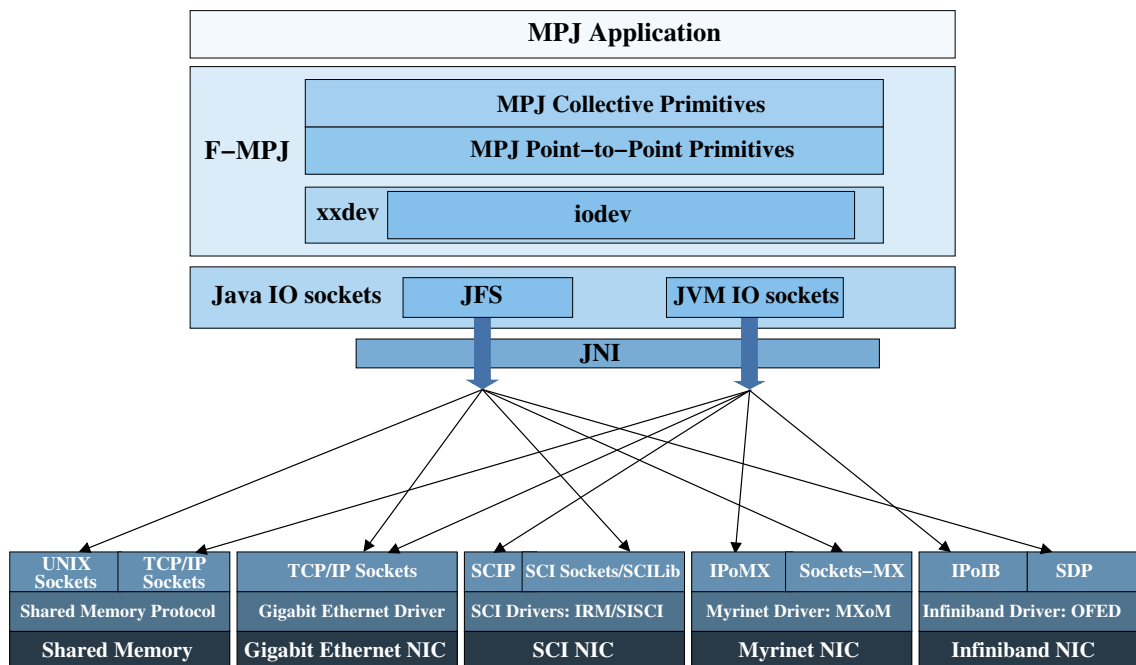 MPJ Application
MPJ Collective Primitives
F−MPJ
MPJ Point−to−Point Primitives
xxdev
iodev
Java IO sockets
JFS
JVM IO sockets
JNI
UNIX
Sockets
TCP/IP
Sockets
TCP/IP Sockets
SCIP
SCI Sockets/SCILib
IPoMX
Sockets−MX
IPoIB
SDP
Shared Memory Protocol
Gigabit Ethernet Driver
SCI Drivers: IRM/SISCI
Myrinet Driver: MXoM
Infiniband Driver: OFED
Shared Memory
Gigabit Ethernet NIC
SCI NIC
Myrinet NIC
Infiniband NIC